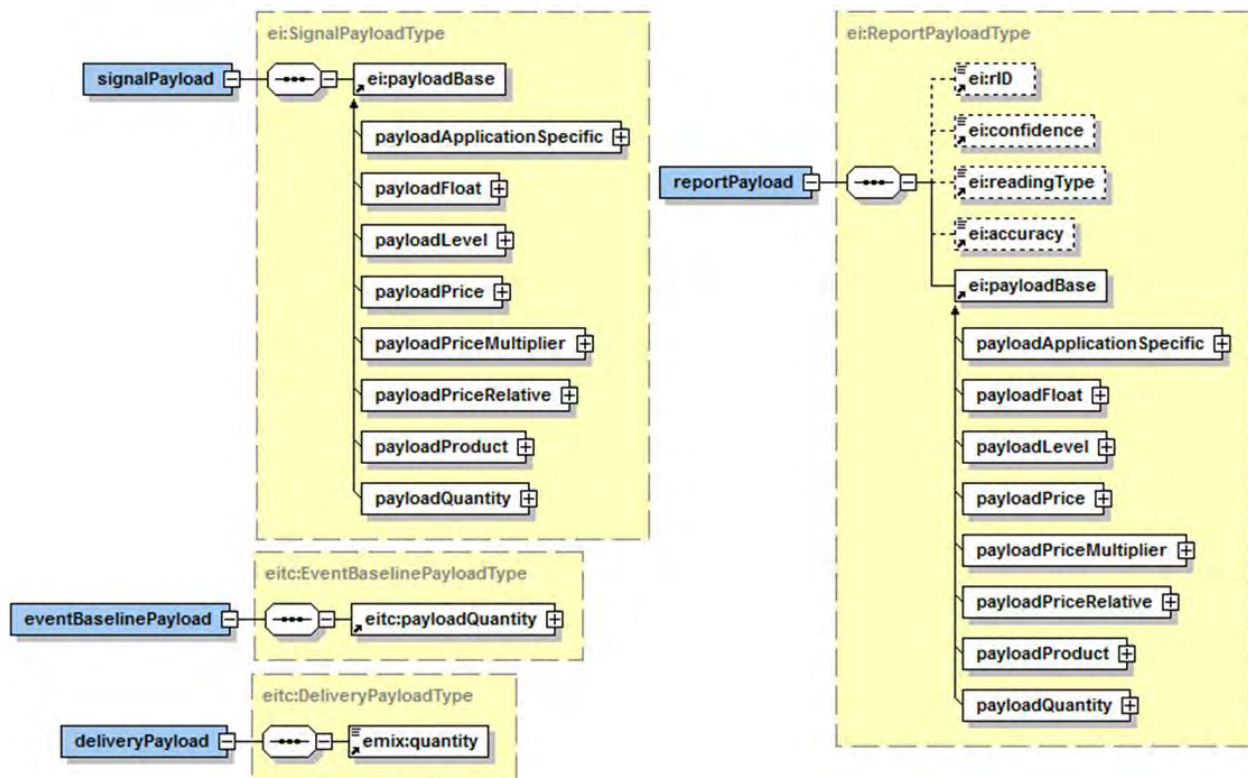 ei:SignalPayloadType
signalPayload
ei:payloadBase
payloadApplicationSpecific
payloadFloat
payloadLevel
payloadPrice
payloadPriceMultiplier
payloadPriceRelative
payloadProduct
payloadQuantity
eitc:EventBaselinePayloadType
eventBaselinePayload
eitc:payloadQuantity
eitc:DeliveryPayloadType
deliveryPayload
emix:quantity
ei:ReportPayloadType
reportPayload
ei:rID
ei:confidence
ei:readingType
ei:accuracy
ei:payloadBase
payloadApplicationSpecific
payloadFloat
payloadLevel
payloadPrice
payloadPriceMultiplier
payloadPriceRelative
payloadProduct
payloadQuantity